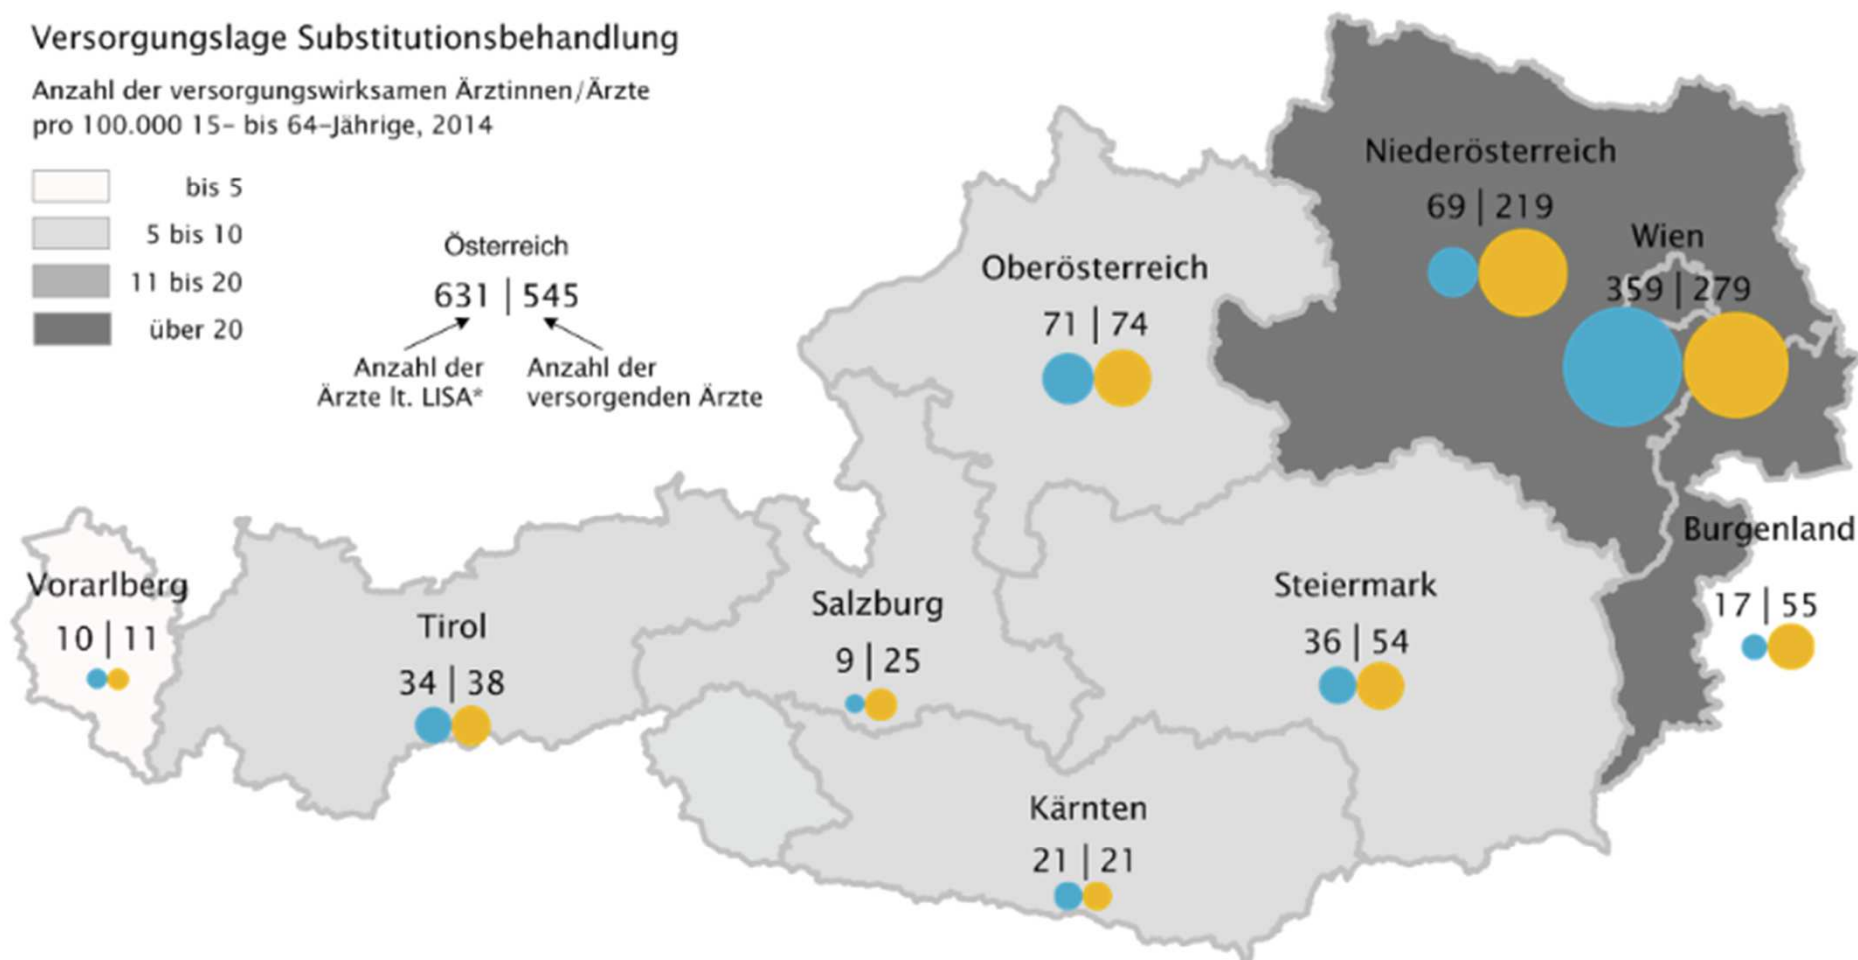 Versorgungslage Substitutionsbehandlung
Anzahl der versorgungswirksamen Ärztinnen/Ärzte
pro 100.000 15- bis 64-Jährige, 2014
bis 5
5 bis 10
11 bis 20
über 20
Österreich
631 | 545
Anzahl der
Ärzte lt. LISA*
Anzahl der
versorgenden Ärzte
Niederösterreich
69 | 219
Wien
359 | 279
Oberösterreich
71 | 74
Burgenland
17 | 55
Vorarlberg
10 | 11
Tirol
34 | 38
Salzburg
9 | 25
Steiermark
36 | 54
Kärnten
21 | 21